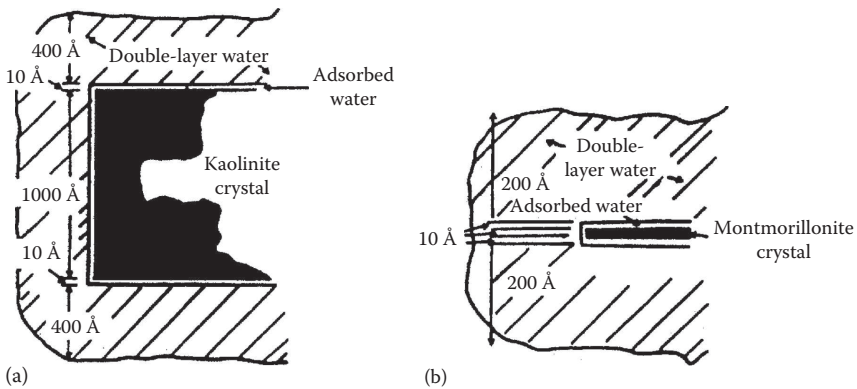 400 Å
Double-layer water
10 Å
Adsorbed
water
Kaolinite
crystal
1000 Å
10 Å
400 Å
(a)
Double-
layer water
200 Å
Adsorbed water
10 Å
Montmorillonite
crystal
200 Å
(b)